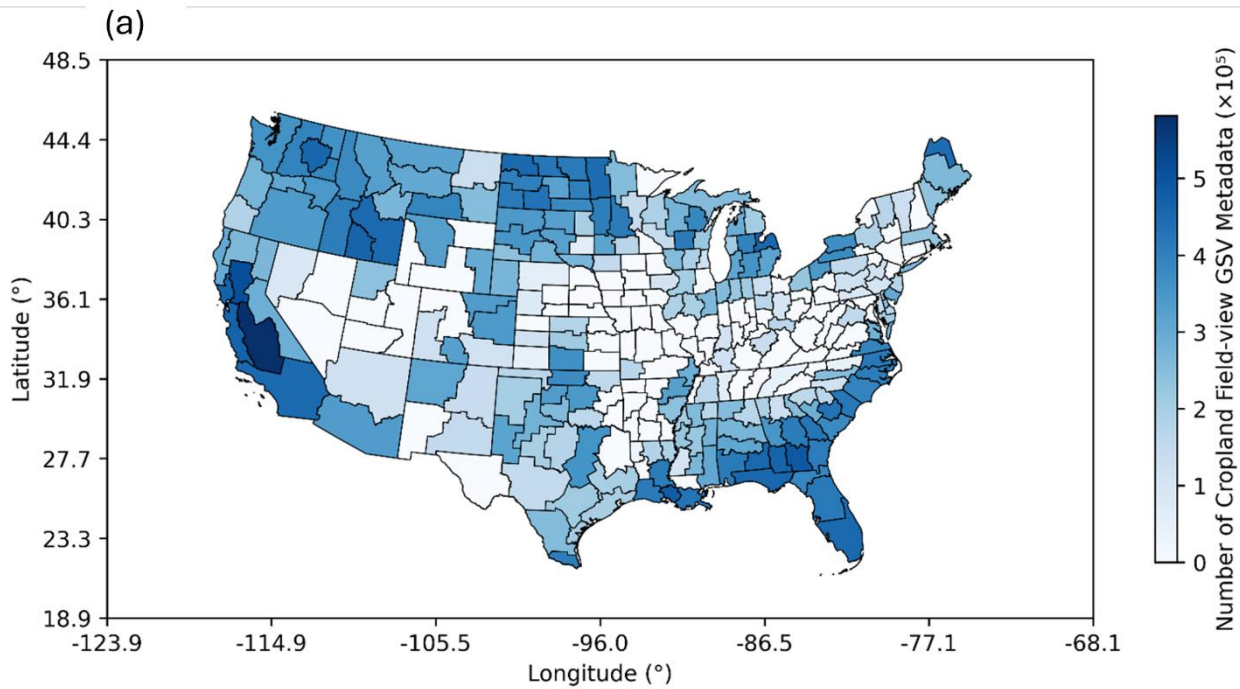 (a)
48.5
44.4
40.3
36.1
31.9
27.7
23.3
18.9
Latitude (°)
-123.9 -114.9 -105.5 -96.0 -86.5 -77.1 -68.1
Longitude (°)
5
4
3
2
1
0
Number of Cropland Field-view GSV Metadata (×10⁵)